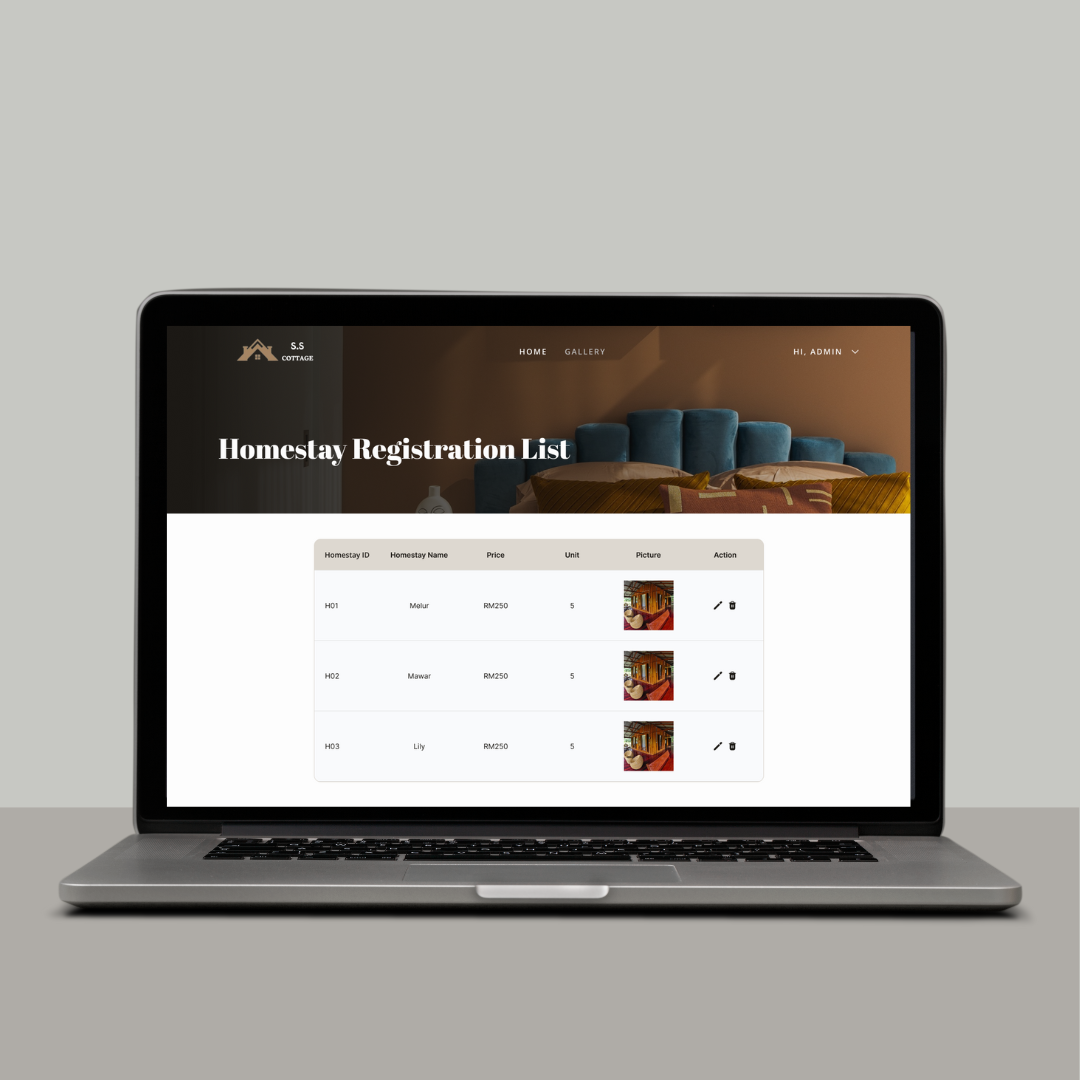 S.S
COTTAGE
HOME GALLERY
HI, ADMIN
Homestay Registration List
Homestay ID Homestay Name Price Unit Picture Action
H01 Melur RM250 5
H02 Mawar RM250 5
H03 Lily RM250 5